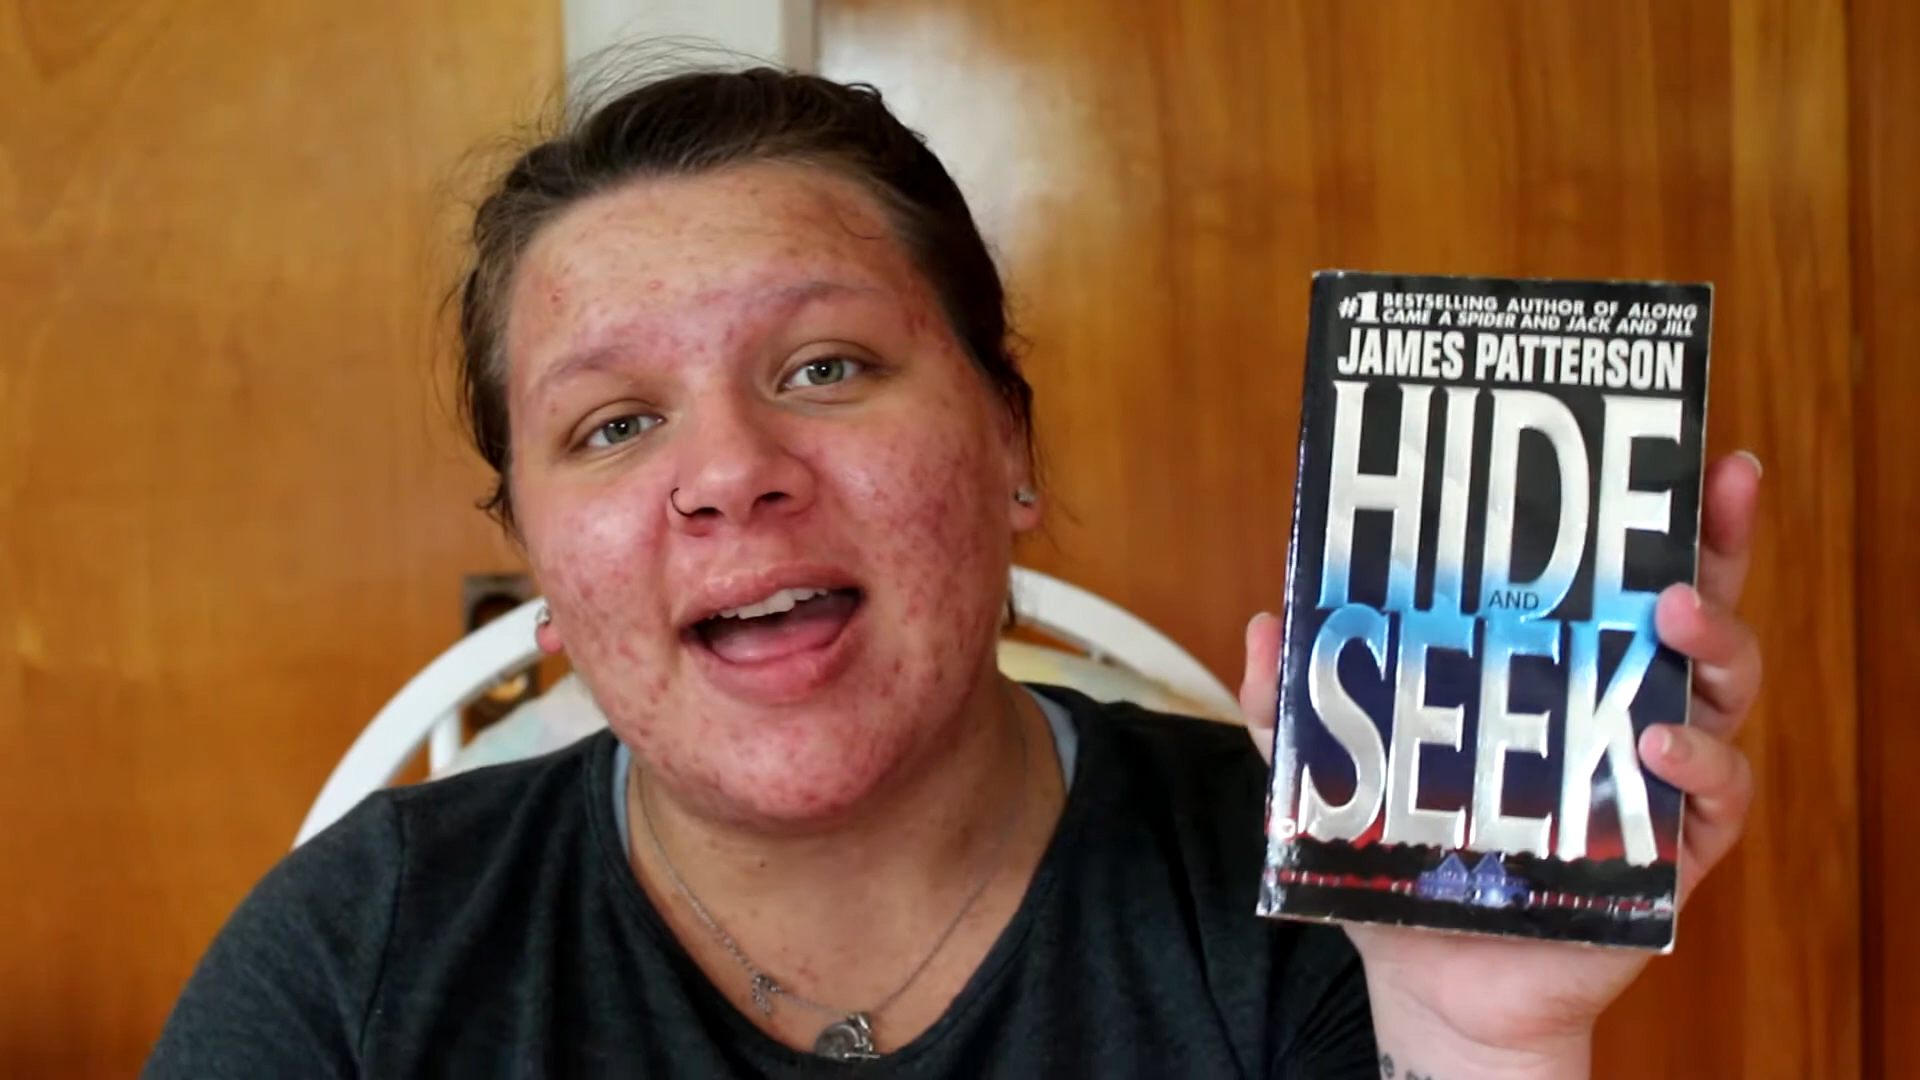 #1 BESTSELLING AUTHOR OF ALONG
CAME A SPIDER AND JACK AND JILL
JAMES PATTERSON
HIDE
AND
SEEK